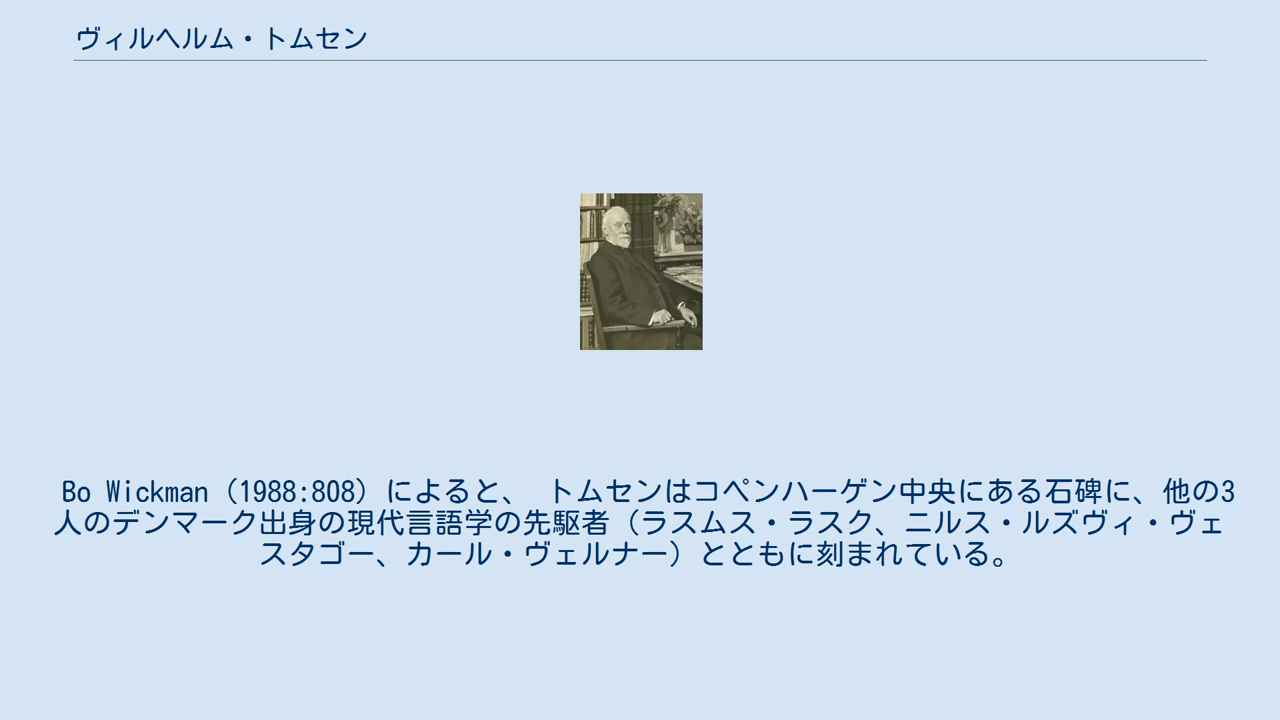 ヴィルヘルム・トムセン
Bo Wickman（1988:808）によると、 トムセンはコペンハーゲン中央にある石碑に、他の3
人のデンマーク出身の現代言語学の先駆者（ラスムス・ラスク、ニルス・ルズヴィ・ヴェ
スタゴー、カール・ヴェルナー）とともに刻まれている。